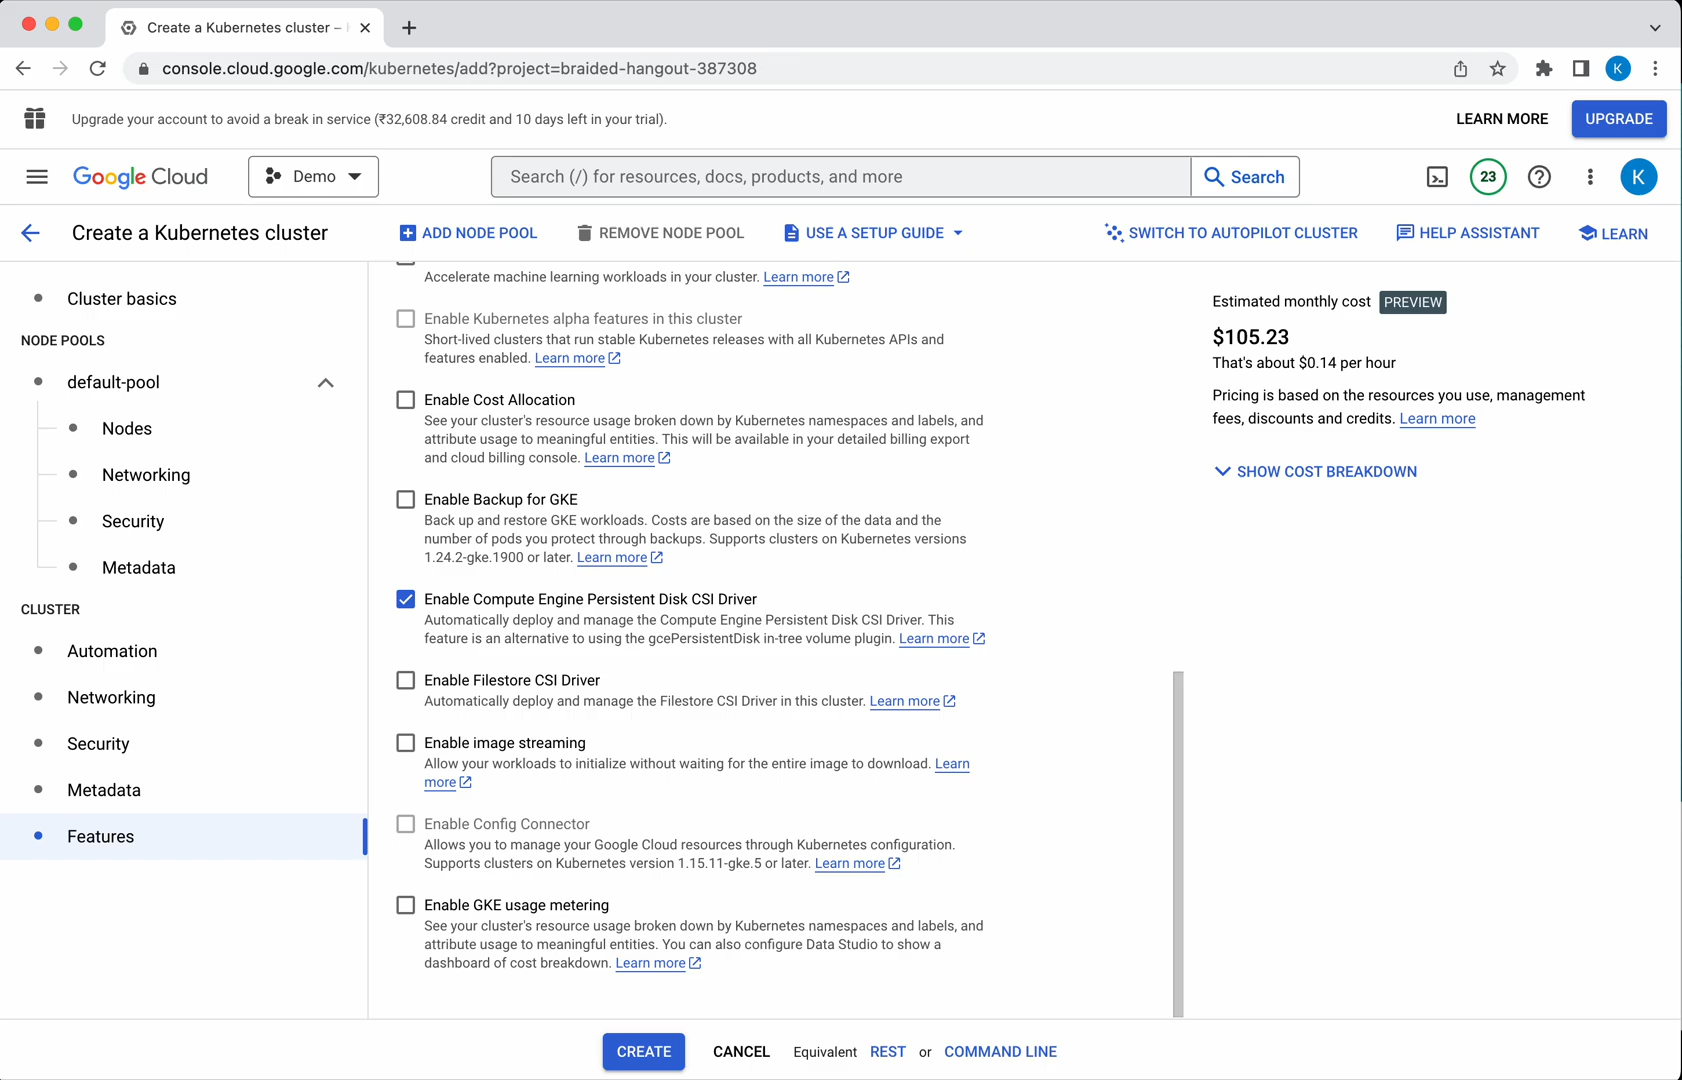 Create a Kubernetes cluster –
console.cloud.google.com/kubernetes/add?project=braided-hangout-387308
K
Upgrade your account to avoid a break in service (₹32,608.84 credit and 10 days left in your trial).
LEARN MORE
UPGRADE
Google Cloud
Demo
Search (/) for resources, docs, products, and more
Search
23
K
Create a Kubernetes cluster
ADD NODE POOL
REMOVE NODE POOL
USE A SETUP GUIDE
SWITCH TO AUTOPILOT CLUSTER
HELP ASSISTANT
LEARN
Cluster basics
NODE POOLS
default-pool
Nodes
Networking
Security
Metadata
CLUSTER
Automation
Networking
Security
Metadata
Features
Accelerate machine learning workloads in your cluster. Learn more
Enable Kubernetes alpha features in this cluster
Short-lived clusters that run stable Kubernetes releases with all Kubernetes APIs and
features enabled. Learn more
Enable Cost Allocation
See your cluster's resource usage broken down by Kubernetes namespaces and labels, and
attribute usage to meaningful entities. This will be available in your detailed billing export
and cloud billing console. Learn more
Enable Backup for GKE
Back up and restore GKE workloads. Costs are based on the size of the data and the
number of pods you protect through backups. Supports clusters on Kubernetes versions
1.24.2-gke.1900 or later. Learn more
Enable Compute Engine Persistent Disk CSI Driver
Automatically deploy and manage the Compute Engine Persistent Disk CSI Driver. This
feature is an alternative to using the gcePersistentDisk in-tree volume plugin. Learn more
Enable Filestore CSI Driver
Automatically deploy and manage the Filestore CSI Driver in this cluster. Learn more
Enable image streaming
Allow your workloads to initialize without waiting for the entire image to download. Learn
more
Enable Config Connector
Allows you to manage your Google Cloud resources through Kubernetes configuration.
Supports clusters on Kubernetes version 1.15.11-gke.5 or later. Learn more
Enable GKE usage metering
See your cluster's resource usage broken down by Kubernetes namespaces and labels, and
attribute usage to meaningful entities. You can also configure Data Studio to show a
dashboard of cost breakdown. Learn more
Estimated monthly cost PREVIEW
$105.23
That's about $0.14 per hour
Pricing is based on the resources you use, management
fees, discounts and credits. Learn more
SHOW COST BREAKDOWN
CREATE
CANCEL
Equivalent REST or COMMAND LINE